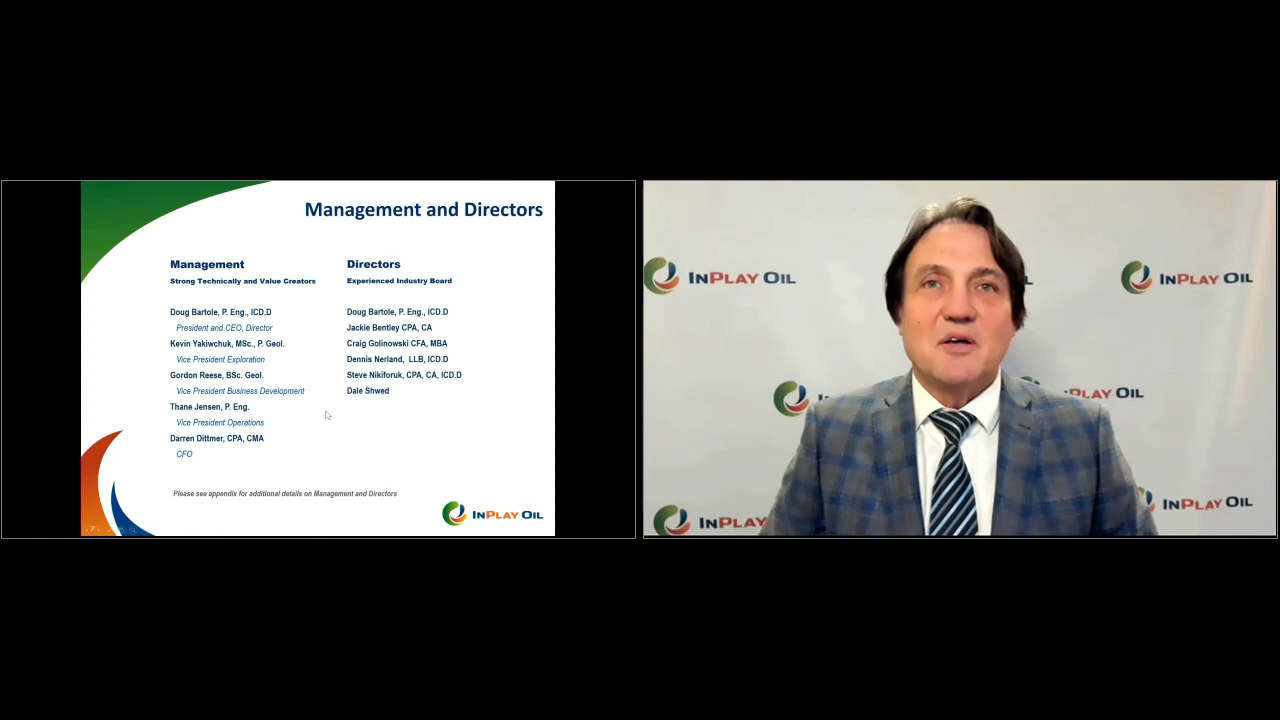 Management and Directors
Management
Strong Technically and Value Creators
Doug Bartole, P. Eng., ICD.D
President and CEO, Director
Kevin Yakiwchuk, MSc., P. Geol.
Vice President Exploration
Gordon Reese, BSc. Geol.
Vice President Business Development
Thane Jensen, P. Eng.
Vice President Operations
Darren Dittmer, CPA, CMA
CFO
Directors
Experienced Industry Board
Doug Bartole, P. Eng., ICD.D
Jackie Bentley CPA, CA
Craig Golinowski CFA, MBA
Dennis Nerland, LLB, ICD.D
Steve Nikiforuk, CPA, CA, ICD.D
Dale Shwed
Please see appendix for additional details on Management and Directors
INPLAY OIL
INPLAY OIL
INPLAY OIL
INPLAY
OIL